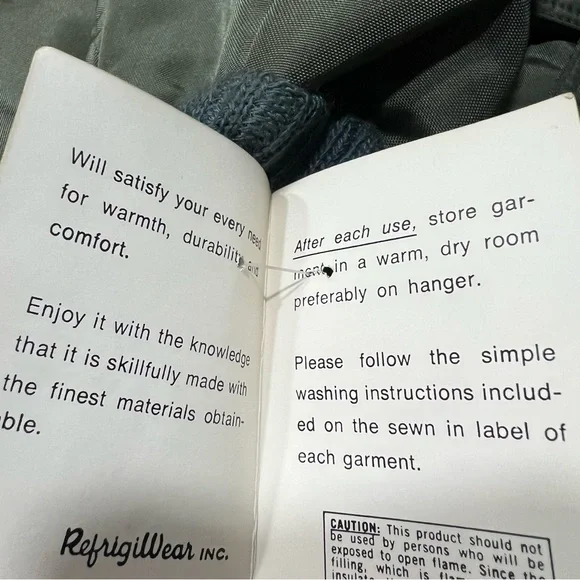 Will satisfy your every need
for warmth, durability and
comfort.
Enjoy it with the knowledge
that it is skillfully made with
the finest materials obtain-
able.
RefrigiWear INC.
After each use, store gar-
ment in a warm, dry room
preferably on hanger.
Please follow the simple
washing instructions includ-
ed on the sewn in label of
each garment.
CAUTION: This product should not
be used by persons who will be
exposed to open flame. Since the
filling, which is